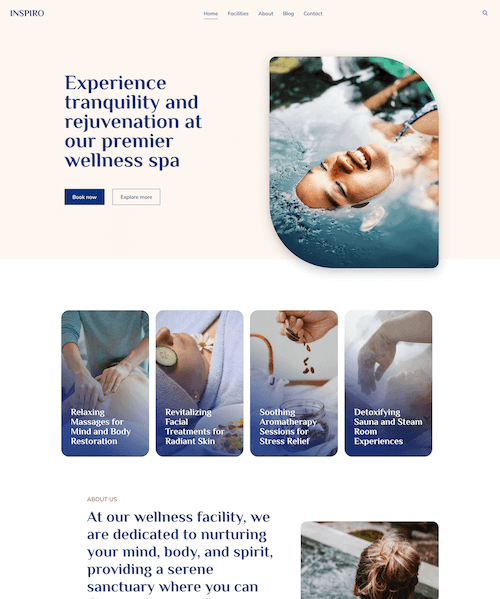 INSPIRO
Home Facilities About Blog Contact
Experience
tranquility and
rejuvenation at
our premier
wellness spa
Book now Explore more
Relaxing
Massages for
Mind and Body
Restoration
Revitalizing
Facial
Treatments for
Radiant Skin
Soothing
Aromatherapy
Sessions for
Stress Relief
Detoxifying
Sauna and Steam
Room
Experiences
ABOUT US
At our wellness facility, we
are dedicated to nurturing
your mind, body, and spirit,
providing a serene
sanctuary where you can